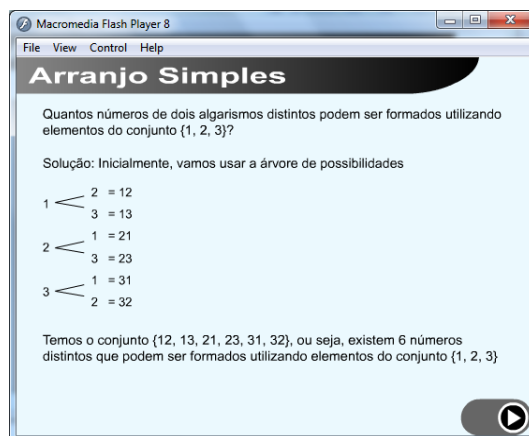 Macromedia Flash Player 8
File View Control Help
Arranjo Simples
Quantos números de dois algarismos distintos podem ser formados utilizando
elementos do conjunto {1, 2, 3}?
Solução: Inicialmente, vamos usar a árvore de possibilidades
2 = 12
1
3 = 13
1 = 21
2
3 = 23
1 = 31
3
2 = 32
Temos o conjunto {12, 13, 21, 23, 31, 32}, ou seja, existem 6 números
distintos que podem ser formados utilizando elementos do conjunto {1, 2, 3}